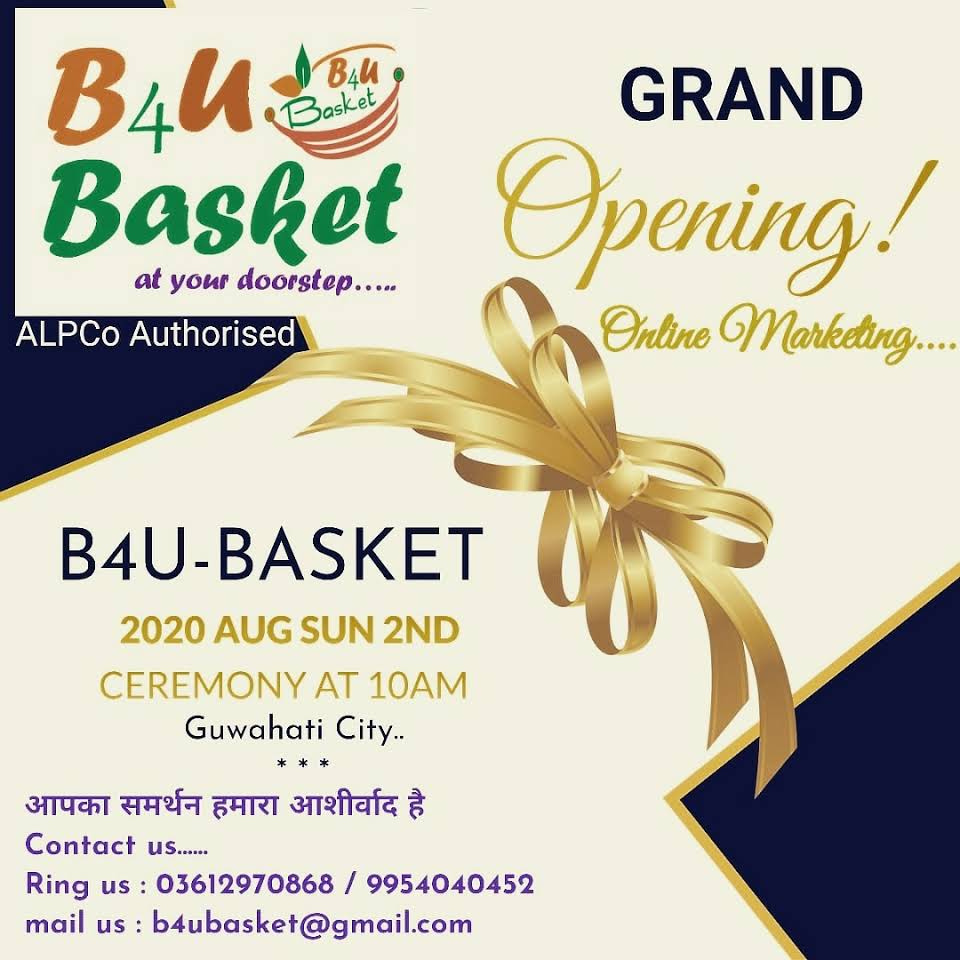 B4U
B4U
Basket
Basket
at your doorstep.....
ALPCo Authorised
GRAND
Opening!
Online Marketing....
B4U-BASKET
2020 AUG SUN 2ND
CEREMONY AT 10AM
Guwahati City..
* * *
आपका समर्थन हमारा आशीर्वाद है
Contact us......
Ring us : 03612970868 / 9954040452
mail us : b4ubasket@gmail.com